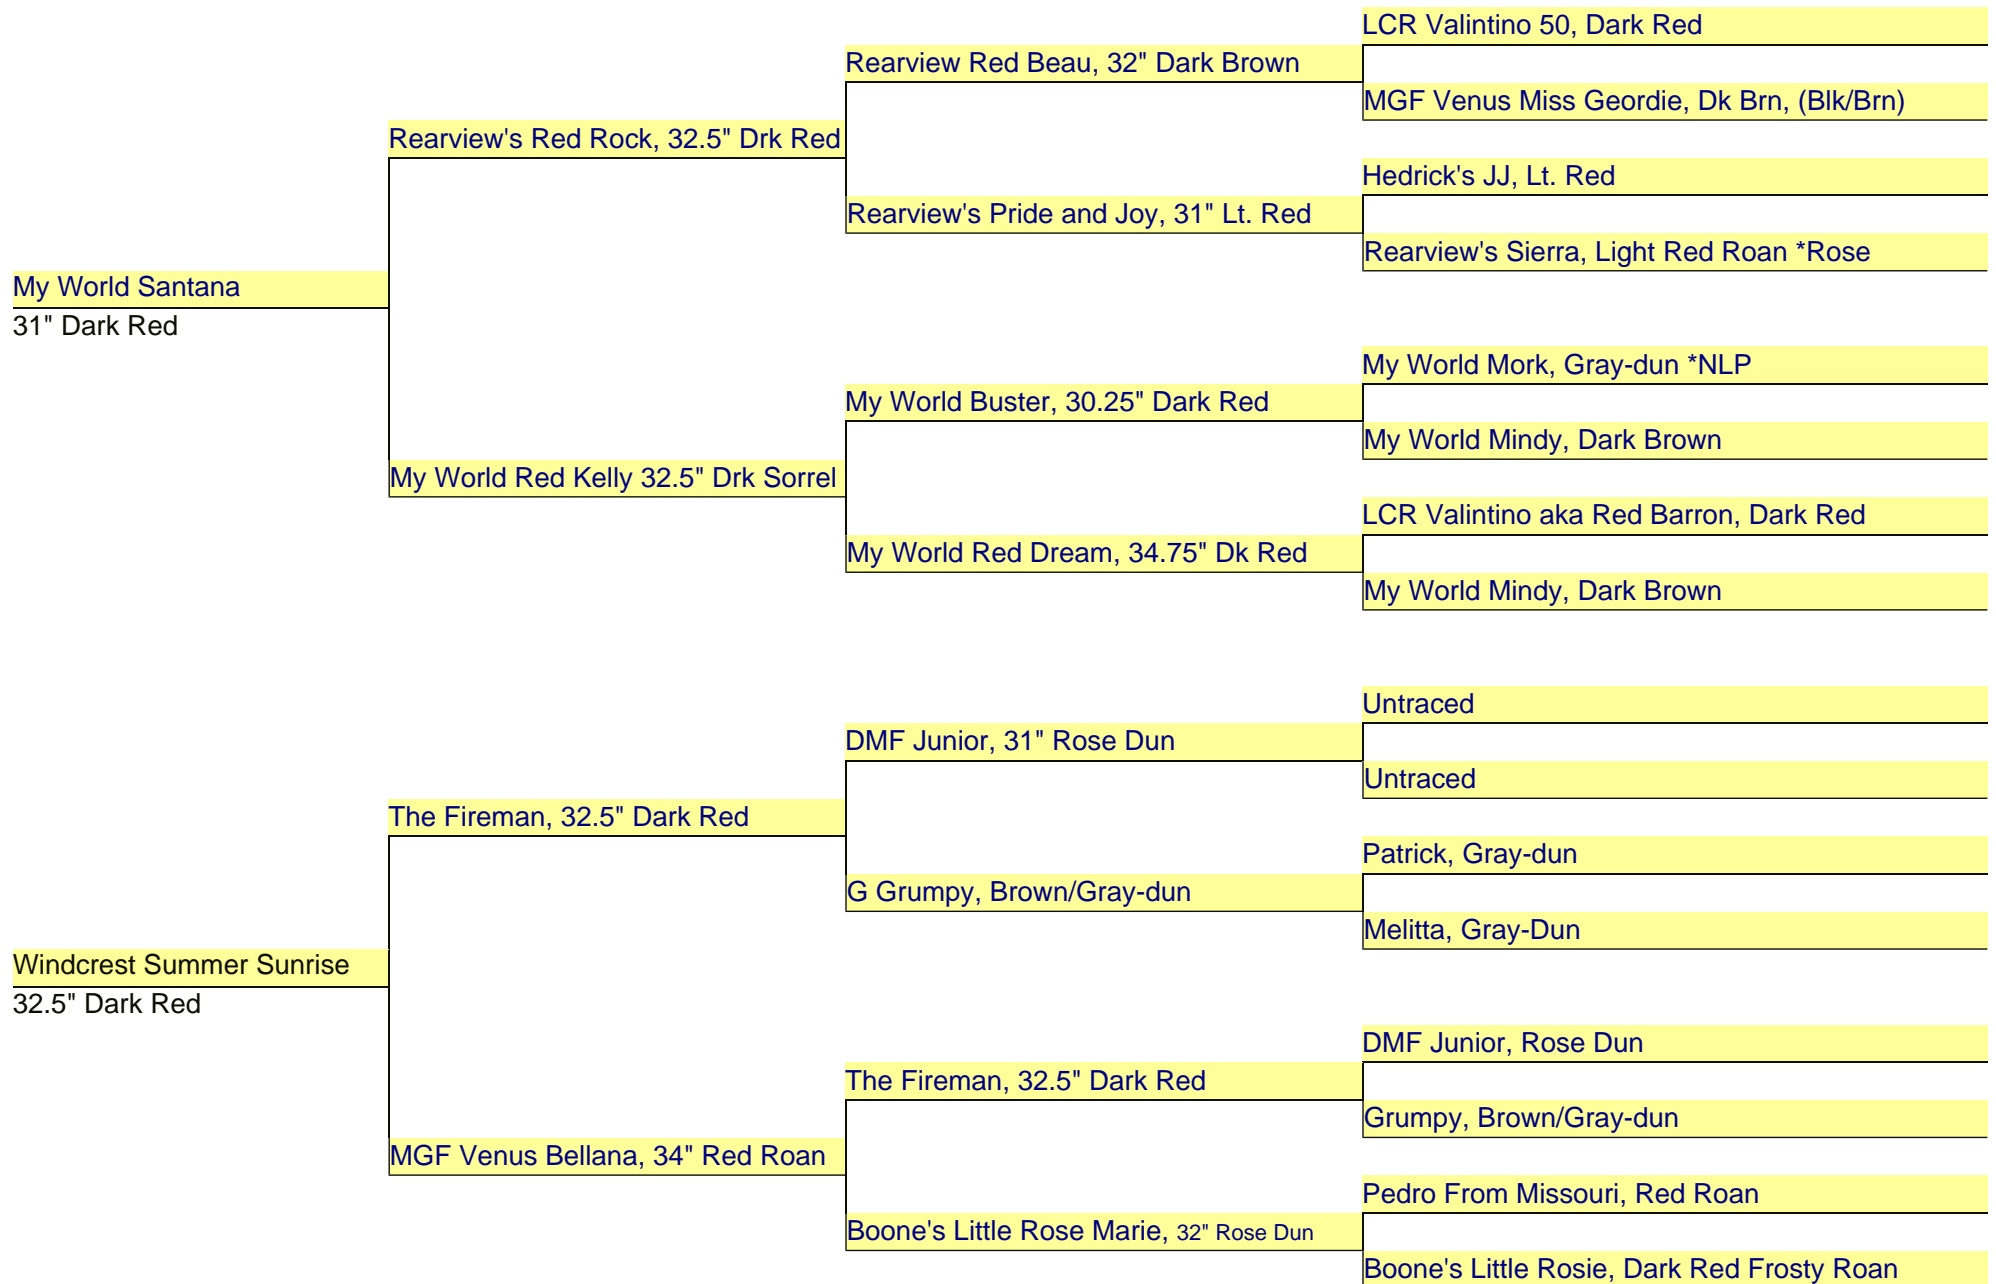 LCR Valintino 50, Dark Red
Rearview Red Beau, 32" Dark Brown
MGF Venus Miss Geordie, Dk Brn, (Blk/Brn)
Rearview's Red Rock, 32.5" Drk Red
Hedrick's JJ, Lt. Red
Rearview's Pride and Joy, 31" Lt. Red
Rearview's Sierra, Light Red Roan *Rose
My World Santana
31" Dark Red
My World Mork, Gray-dun *NLP
My World Buster, 30.25" Dark Red
My World Mindy, Dark Brown
My World Red Kelly 32.5" Drk Sorrel
LCR Valintino aka Red Barron, Dark Red
My World Red Dream, 34.75" Dk Red
My World Mindy, Dark Brown
Untraced
DMF Junior, 31" Rose Dun
Untraced
The Fireman, 32.5" Dark Red
Patrick, Gray-dun
G Grumpy, Brown/Gray-dun
Melitta, Gray-Dun
Windcrest Summer Sunrise
32.5" Dark Red
DMF Junior, Rose Dun
The Fireman, 32.5" Dark Red
Grumpy, Brown/Gray-dun
MGF Venus Bellana, 34" Red Roan
Pedro From Missouri, Red Roan
Boone's Little Rose Marie, 32" Rose Dun
Boone's Little Rosie, Dark Red Frosty Roan